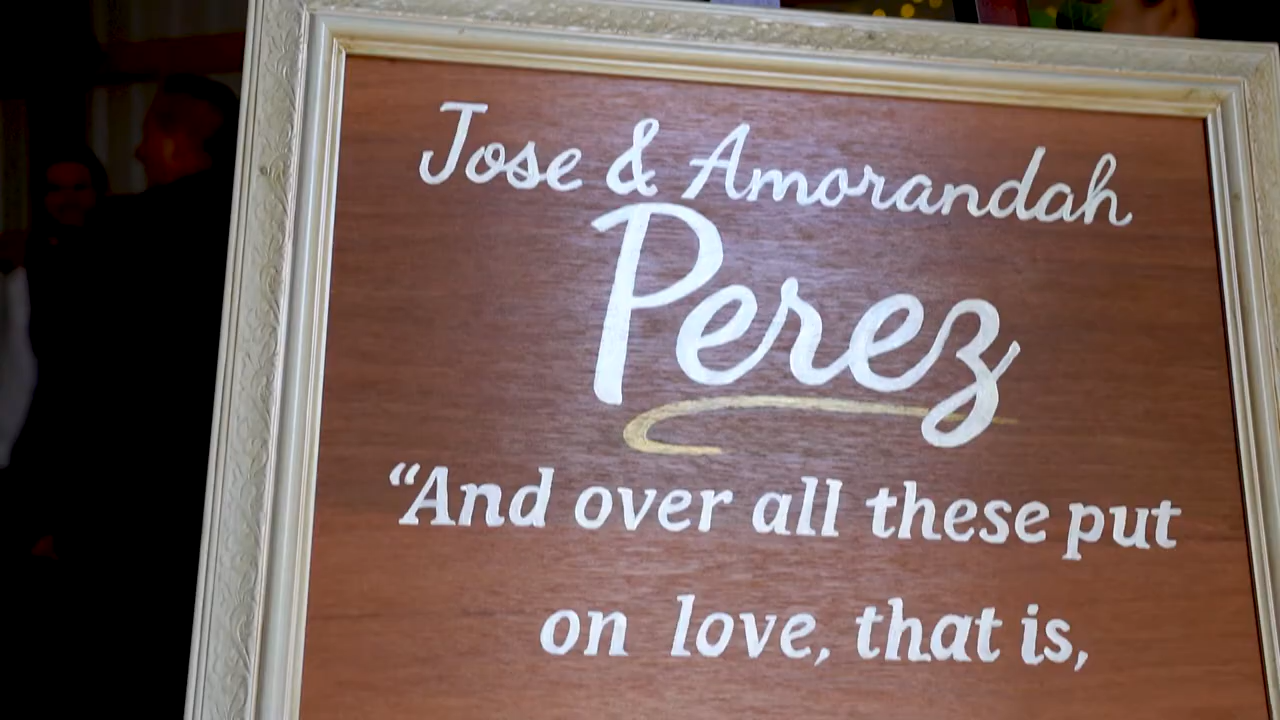 Jose & Amorandah
Perez
“And over all these put
on love, that is,